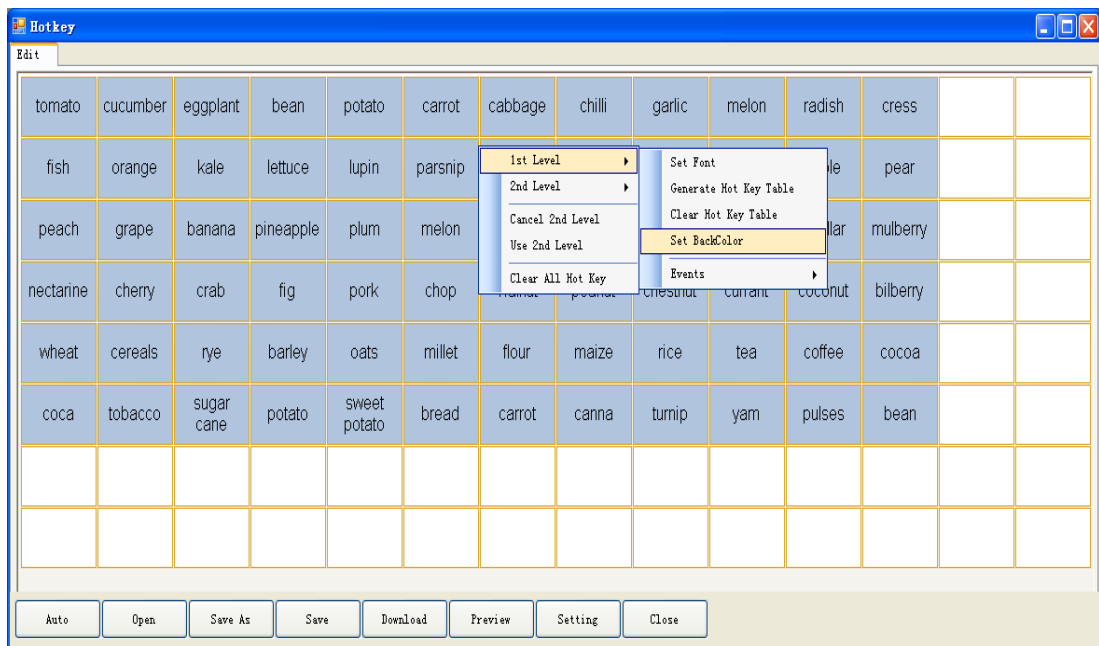 Hotkey
Edit
tomato cucumber eggplant bean potato carrot cabbage chilli garlic melon radish cress
fish orange kale lettuce lupin parsnip pear
1st Level Set Font
2nd Level Generate Hot Key Table
Cancel 2nd Level Clear Hot Key Table
Use 2nd Level Set BackColor
Clear All Hot Key Events
peach grape banana pineapple plum melon mulberry
nectarine cherry crab fig pork chop walnut peanut chestnut currant coconut bilberry
wheat cereals rye barley oats millet flour maize rice tea coffee cocoa
coca tobacco sugar cane potato sweet potato bread carrot canna turnip yam pulses bean
Auto Open Save As Save Download Preview Setting Close